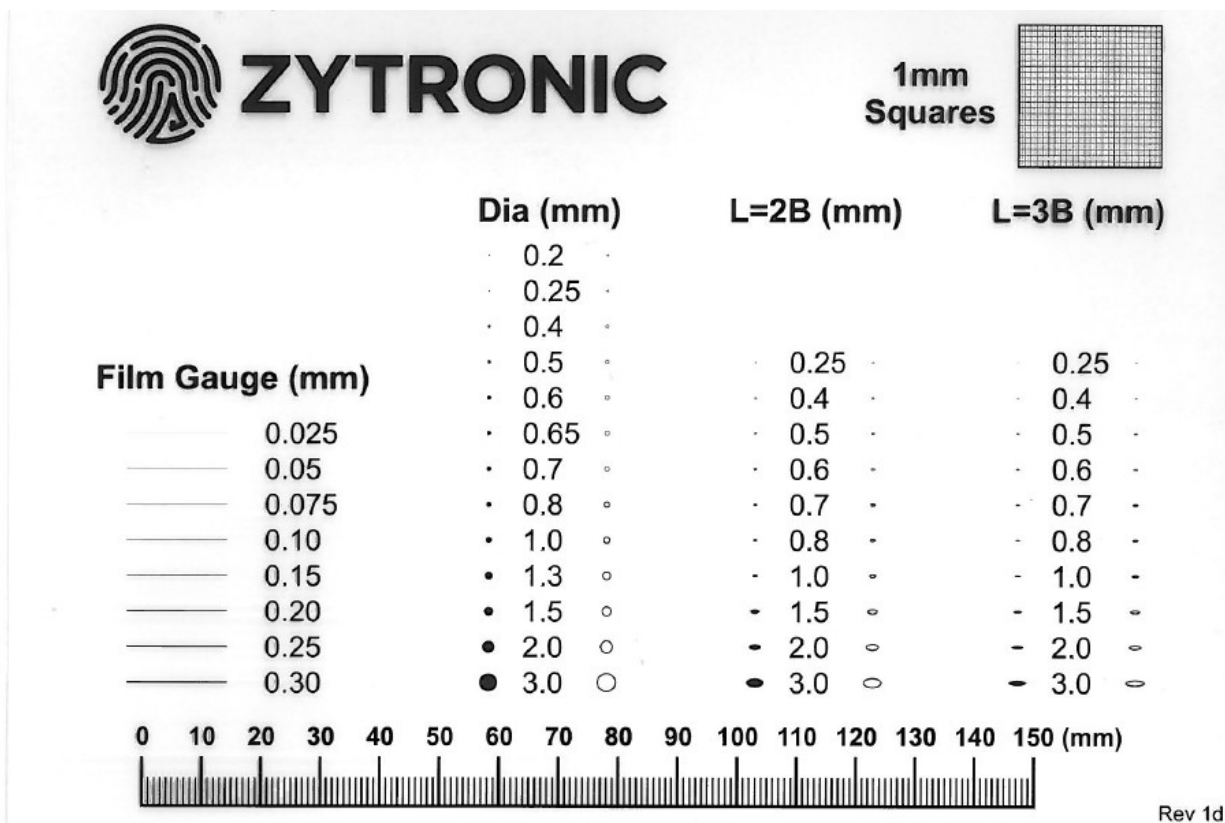 ZYTRONIC
1mm
Squares
Dia (mm) L=2B (mm) L=3B (mm)
0.2
0.25
0.4
0.5 0.25 0.25
Film Gauge (mm)
0.6 0.4 0.4
0.025 0.65 0.5 0.5
0.05 0.7 0.6 0.6
0.075 0.8 0.7 0.7
0.10 1.0 0.8 0.8
0.15 1.3 1.0 1.0
0.20 1.5 1.5 1.5
0.25 2.0 2.0 2.0
0.30 3.0 3.0 3.0
0 10 20 30 40 50 60 70 80 90 100 110 120 130 140 150 (mm)
Rev 1d